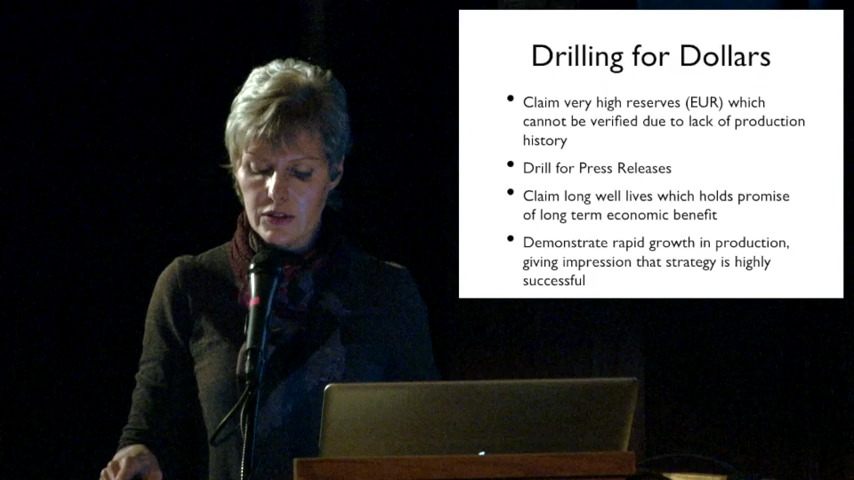 Drilling for Dollars
• Claim very high reserves (EUR) which
cannot be verified due to lack of production
history
• Drill for Press Releases
• Claim long well lives which holds promise
of long term economic benefit
• Demonstrate rapid growth in production,
giving impression that strategy is highly
successful